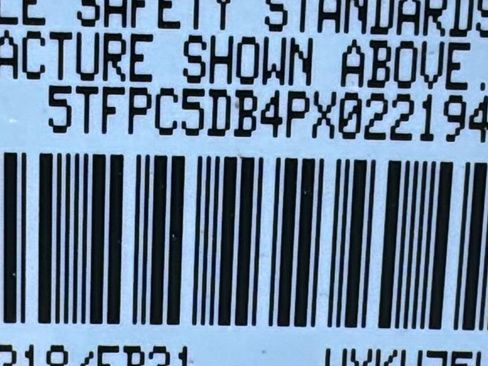 LE SAFETY STANDARDS
ACTURE SHOWN ABOVE.
5TFPC5DB4PX022194